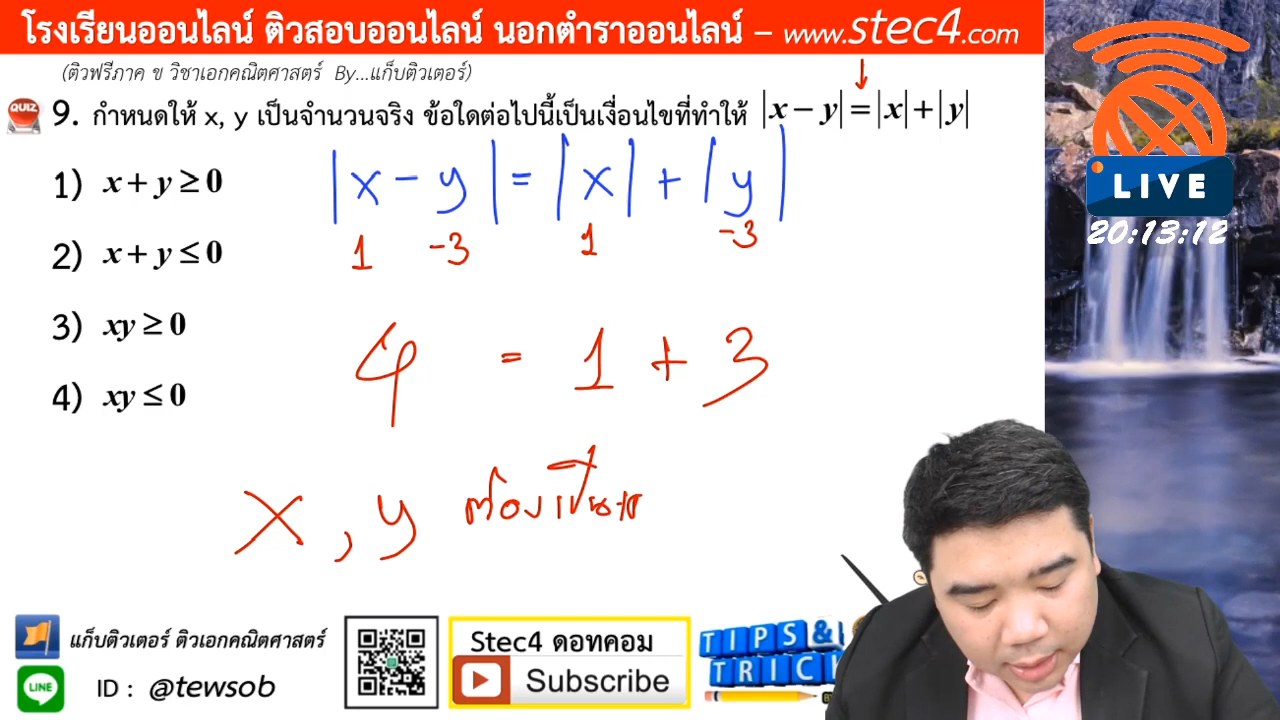 โรงเรียนออนไลน์ ติวสอบออนไลน์ นอกตำราออนไลน์ – www.stec4.com
(ติวฟรีภาค ข วิชาเอกคณิตศาสตร์ By...แก็บติวเตอร์)
QUIZ 9. กำหนดให้ x, y เป็นจำนวนจริง ข้อใดต่อไปนี้เป็นเงื่อนไขที่ทำให้ |x − y| = |x| + |y|
1) x + y ≥ 0
|x − y| = |x| + |y|
LIVE
1 -3 1 -3
20:13:12
2) x + y ≤ 0
3) xy ≥ 0
4 = 1 + 3
4) xy ≤ 0
x, y ต้องเป็น
แก็บติวเตอร์ ติวเอกคณิตศาสตร์
Stec4 ดอทคอม
TIPS &
TRIC
LINE
ID : @tewsob
Subscribe